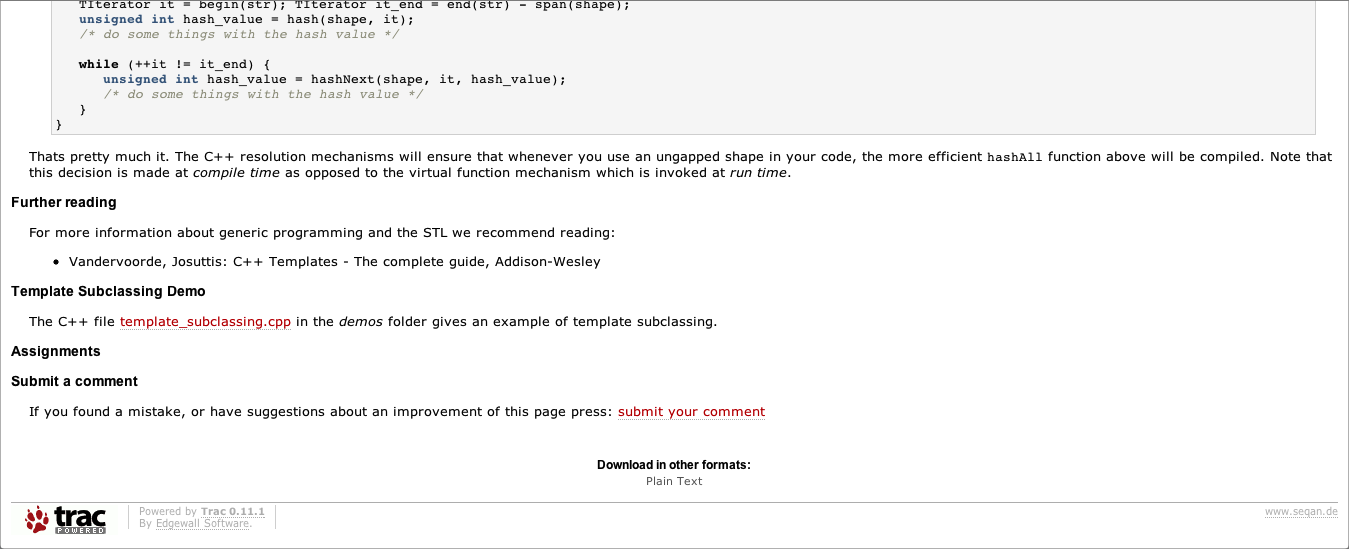 TIterator it = begin(str); TIterator it_end = end(str) - span(shape);
unsigned int hash_value = hash(shape, it);
/* do some things with the hash value */
while (++it != it_end) {
unsigned int hash_value = hashNext(shape, it, hash_value);
/* do some things with the hash value */
}
}
Thats pretty much it. The C++ resolution mechanisms will ensure that whenever you use an ungapped shape in your code, the more efficient hashAll function above will be compiled. Note that
this decision is made at compile time as opposed to the virtual function mechanism which is invoked at run time.
Further reading
For more information about generic programming and the STL we recommend reading:
• Vandervoorde, Josuttis: C++ Templates - The complete guide, Addison-Wesley
Template Subclassing Demo
The C++ file template_subclassing.cpp in the demos folder gives an example of template subclassing.
Assignments
Submit a comment
If you found a mistake, or have suggestions about an improvement of this page press: submit your comment
Download in other formats:
Plain Text
trac
POWERED
Powered by Trac 0.11.1
By Edgewall Software.
www.seqan.de